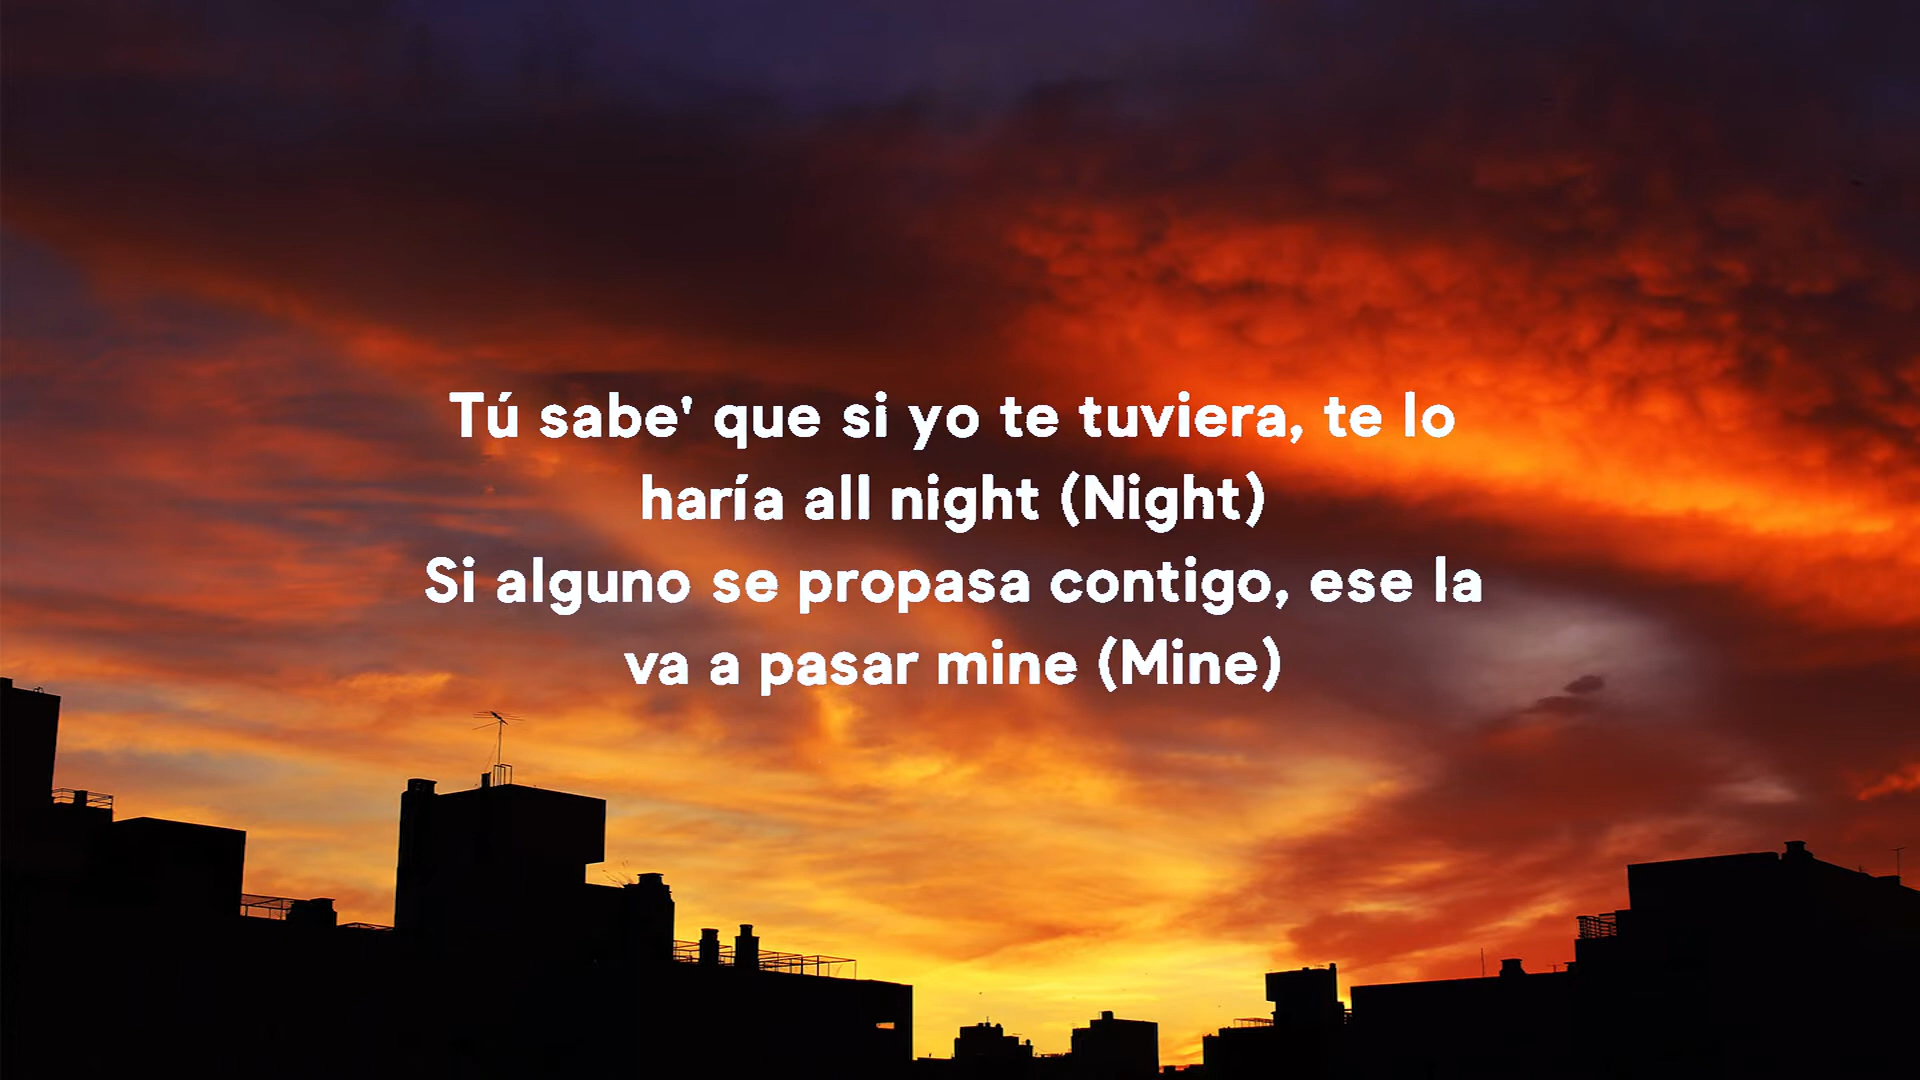 Tú sabe' que si yo te tuviera, te lo
haría all night (Night)
Si alguno se propasa contigo, ese la
va a pasar mine (Mine)